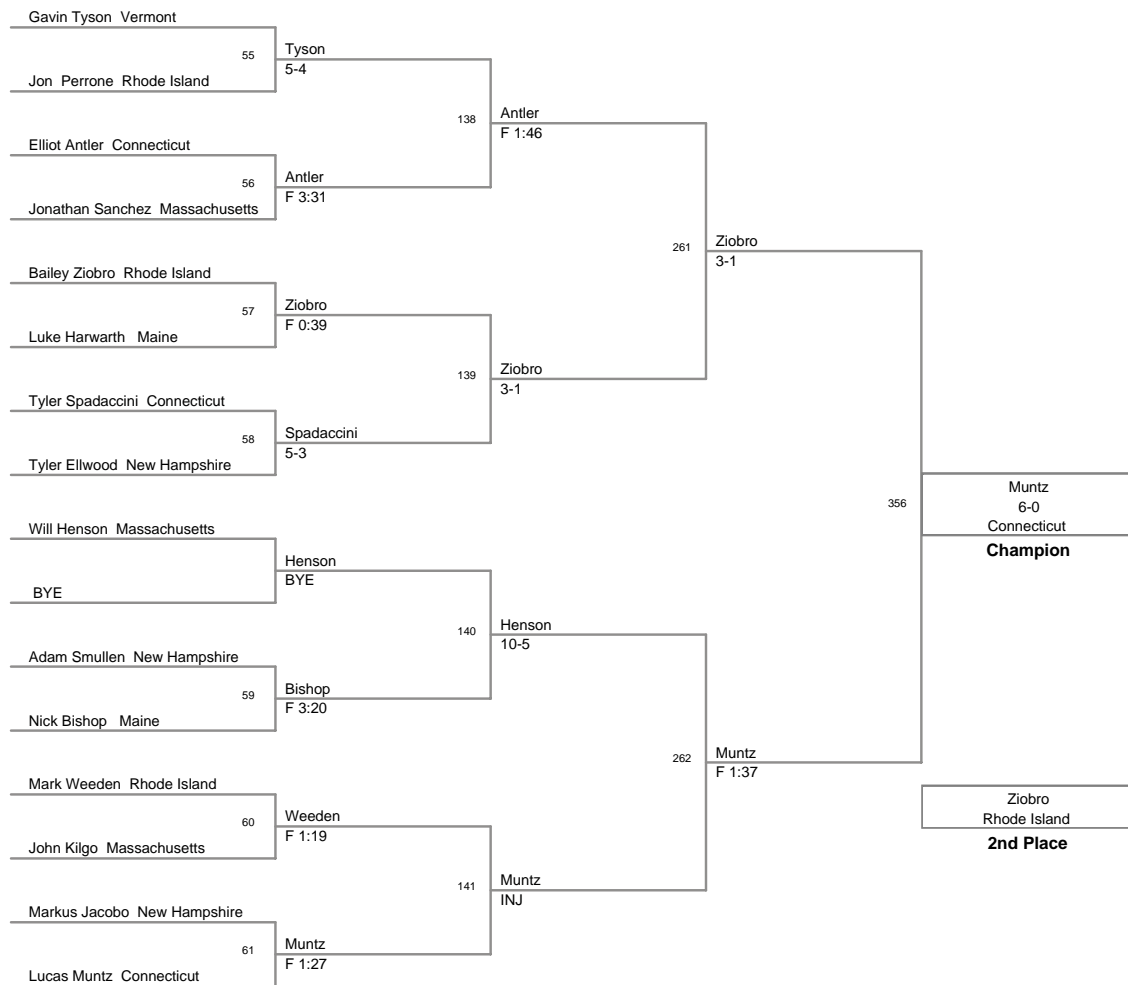 Gavin Tyson Vermont
55
Tyson
5-4
Jon Perrone Rhode Island
138
Antler
F 1:46
Elliot Antler Connecticut
56
Antler
F 3:31
Jonathan Sanchez Massachusetts
261
Ziobro
3-1
Bailey Ziobro Rhode Island
57
Ziobro
F 0:39
Luke Harwarth Maine
139
Ziobro
3-1
Tyler Spadaccini Connecticut
58
Spadaccini
5-3
Tyler Ellwood New Hampshire
356
Muntz
6-0
Connecticut
Champion
Will Henson Massachusetts
Henson
BYE
BYE
140
Henson
10-5
Adam Smullen New Hampshire
59
Bishop
F 3:20
Nick Bishop Maine
262
Muntz
F 1:37
Mark Weeden Rhode Island
60
Weeden
F 1:19
John Kilgo Massachusetts
Ziobro
Rhode Island
2nd Place
141
Muntz
INJ
Markus Jacobo New Hampshire
61
Muntz
F 1:27
Lucas Muntz Connecticut